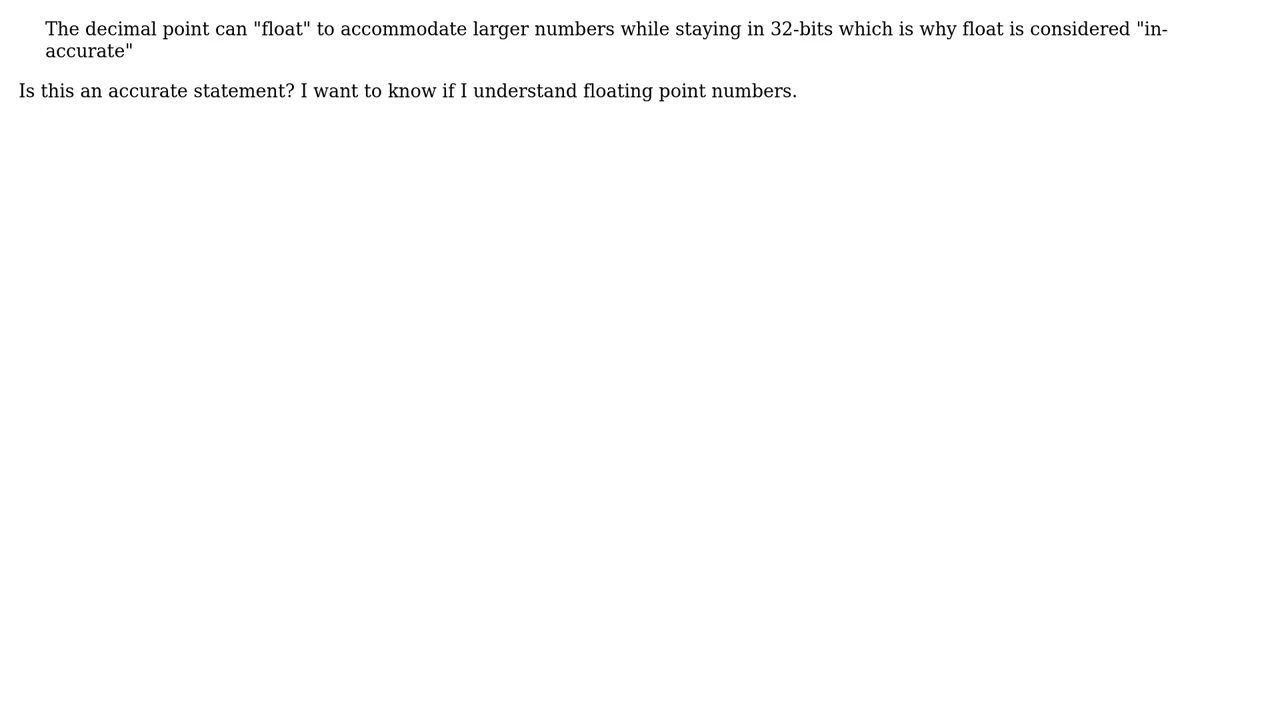 The decimal point can "float" to accommodate larger numbers while staying in 32-bits which is why float is considered "in-
accurate"
Is this an accurate statement? I want to know if I understand floating point numbers.